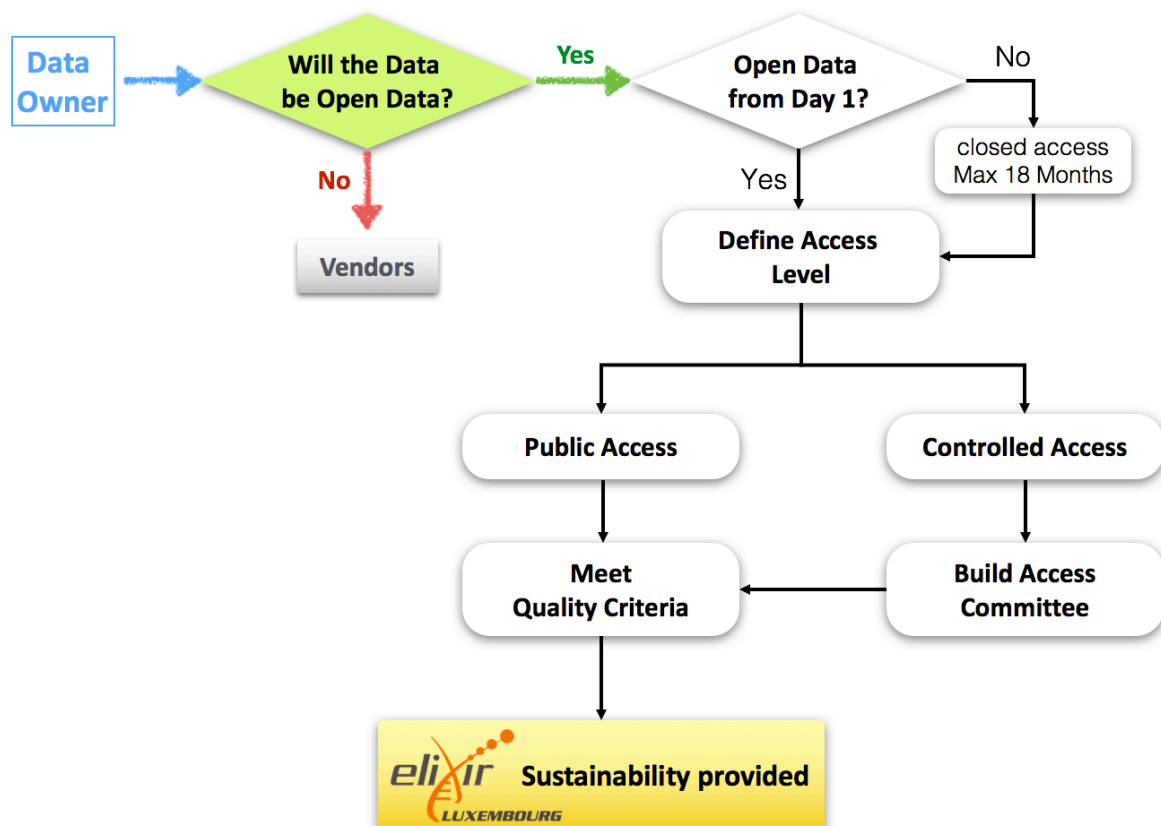 Data
Owner
Will the Data
be Open Data?
Yes
Open Data
from Day 1?
No
closed access
Max 18 Months
No
Yes
Vendors
Define Access
Level
Public Access
Controlled Access
Meet
Quality Criteria
Build Access
Committee
elixir
LUXEMBOURG
Sustainability provided